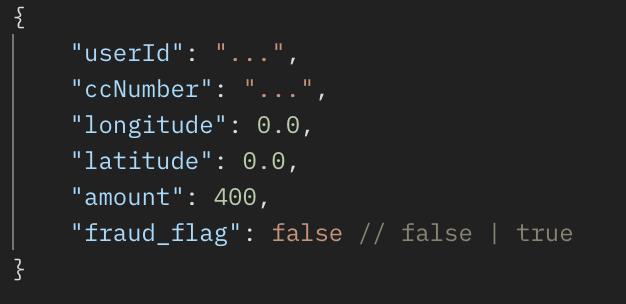 {
"userId": "...",
"ccNumber": "...",
"longitude": 0.0,
"latitude": 0.0,
"amount": 400,
"fraud_flag": false // false | true
}